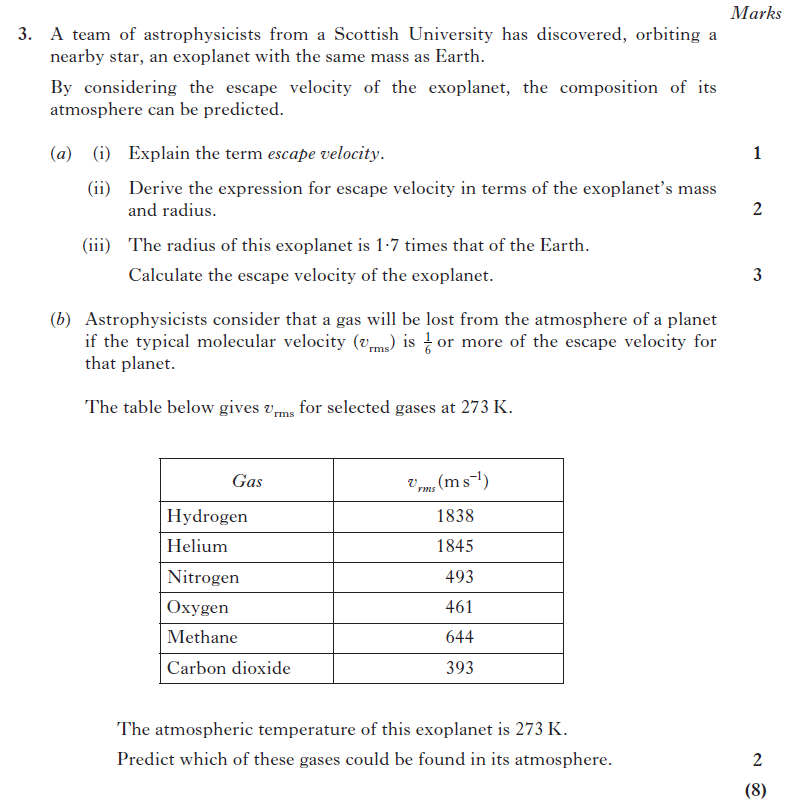 Marks
3. A team of astrophysicists from a Scottish University has discovered, orbiting a
nearby star, an exoplanet with the same mass as Earth.
By considering the escape velocity of the exoplanet, the composition of its
atmosphere can be predicted.
(a) (i) Explain the term escape velocity. 1
(ii) Derive the expression for escape velocity in terms of the exoplanet’s mass
and radius. 2
(iii) The radius of this exoplanet is 1·7 times that of the Earth.
Calculate the escape velocity of the exoplanet. 3
(b) Astrophysicists consider that a gas will be lost from the atmosphere of a planet
if the typical molecular velocity (v_rms) is 1/6 or more of the escape velocity for
that planet.
The table below gives v_rms for selected gases at 273 K.
Gas v_rms (m s⁻¹)
Hydrogen 1838
Helium 1845
Nitrogen 493
Oxygen 461
Methane 644
Carbon dioxide 393
The atmospheric temperature of this exoplanet is 273 K.
Predict which of these gases could be found in its atmosphere. 2
(8)